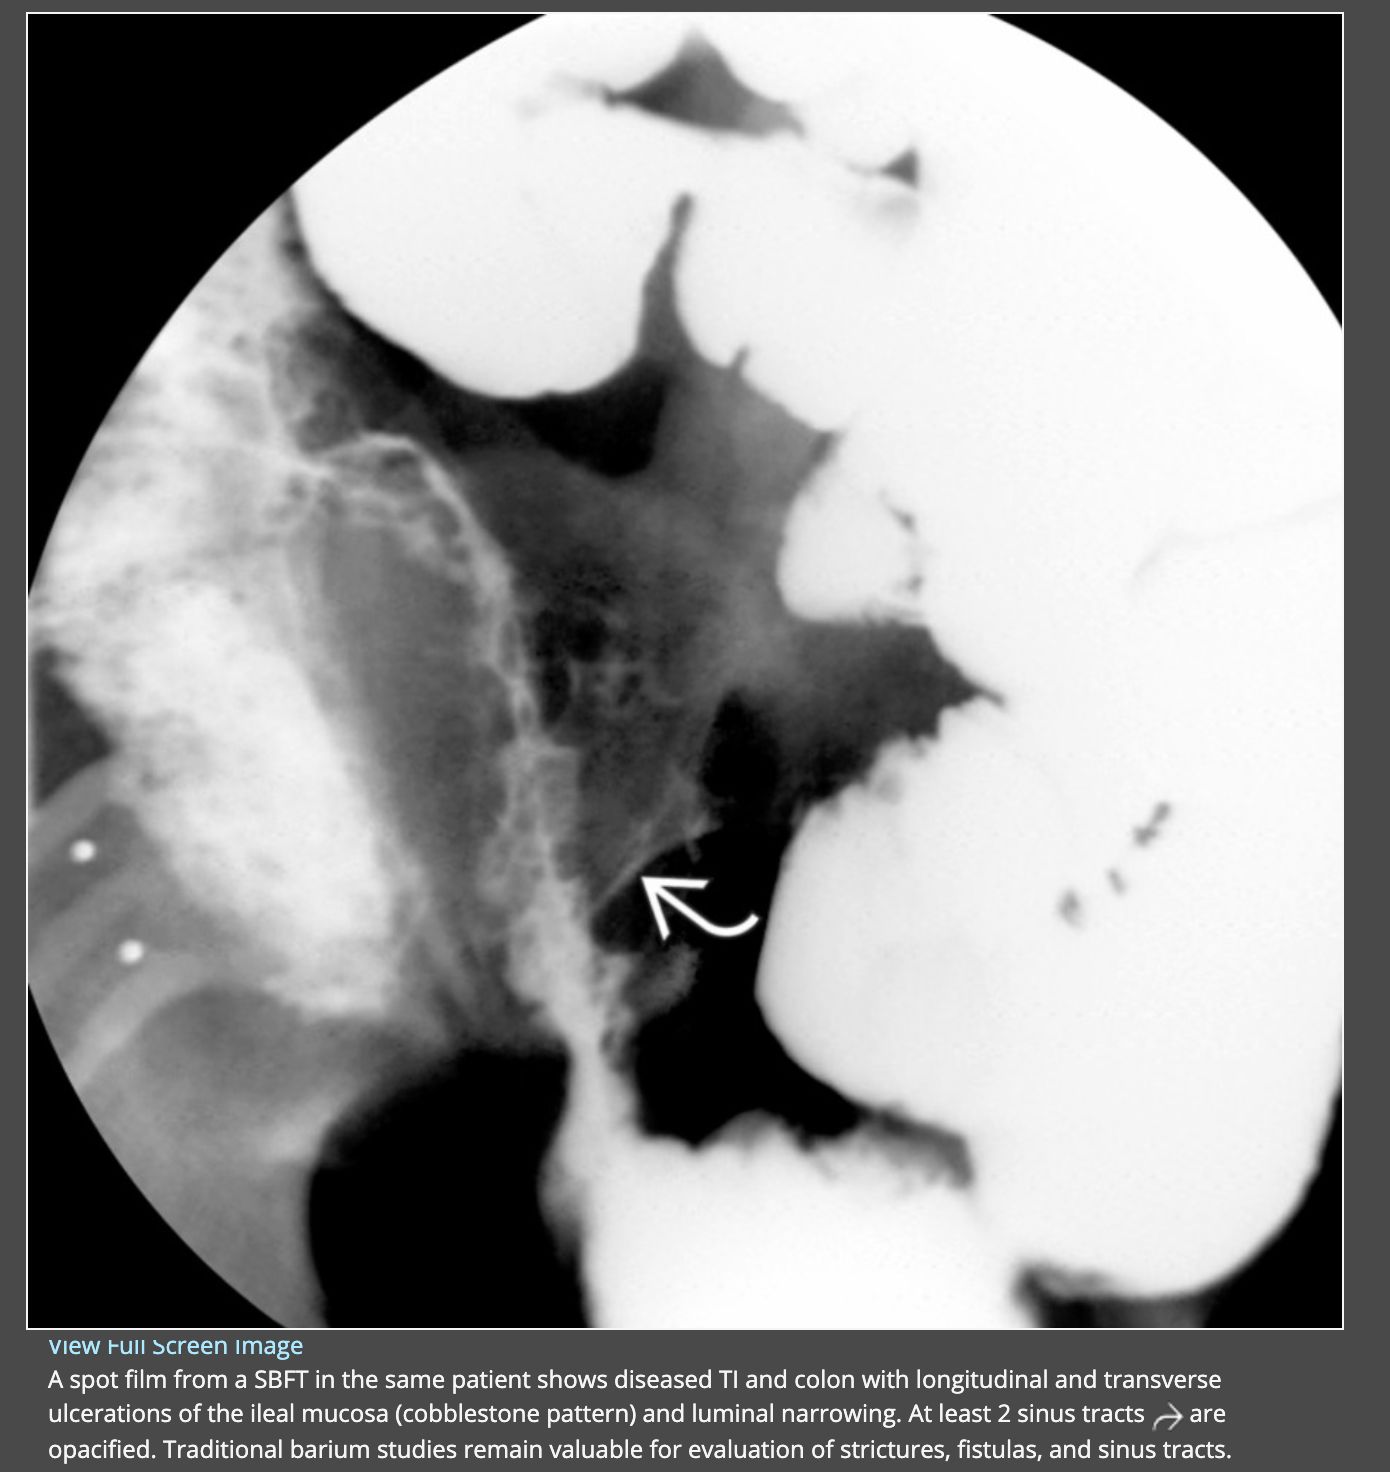 View Full Screen Image
A spot film from a SBFT in the same patient shows diseased TI and colon with longitudinal and transverse
ulcerations of the ileal mucosa (cobblestone pattern) and luminal narrowing. At least 2 sinus tracts are
opacified. Traditional barium studies remain valuable for evaluation of strictures, fistulas, and sinus tracts.